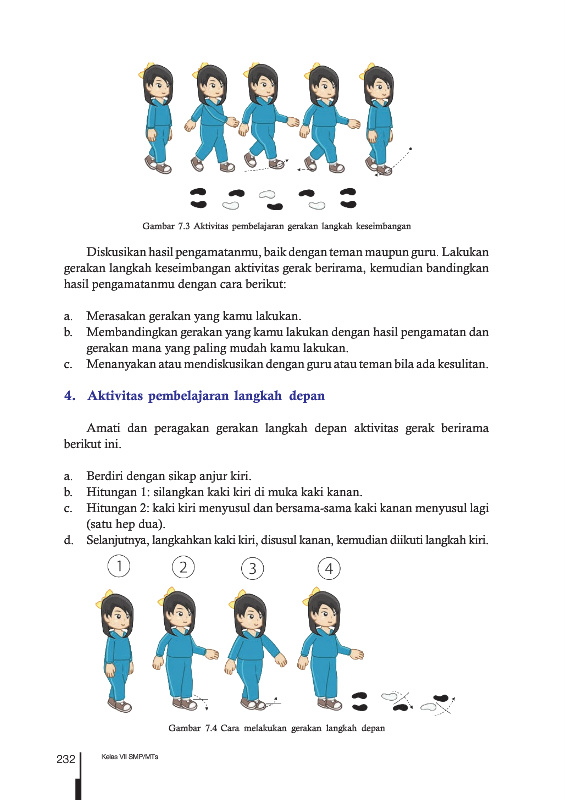 Gambar 7.3 Aktivitas pembelajaran gerakan langkah keseimbangan
Diskusikan hasil pengamatanmu, baik dengan teman maupun guru. Lakukan
gerakan langkah keseimbangan aktivitas gerak berirama, kemudian bandingkan
hasil pengamatanmu dengan cara berikut:
a. Merasakan gerakan yang kamu lakukan.
b. Membandingkan gerakan yang kamu lakukan dengan hasil pengamatan dan
gerakan mana yang paling mudah kamu lakukan.
c. Menanyakan atau mendiskusikan dengan guru atau teman bila ada kesulitan.
4. Aktivitas pembelajaran langkah depan
Amati dan peragakan gerakan langkah depan aktivitas gerak berirama
berikut ini.
a. Berdiri dengan sikap anjur kiri.
b. Hitungan 1: silangkan kaki kiri di muka kaki kanan.
c. Hitungan 2: kaki kiri menyusul dan bersama-sama kaki kanan menyusul lagi
(satu hep dua).
d. Selanjutnya, langkahkan kaki kiri, disusul kanan, kemudian diikuti langkah kiri.
1 2 3 4
Gambar 7.4 Cara melakukan gerakan langkah depan
232 Kelas VII SMP/MTs